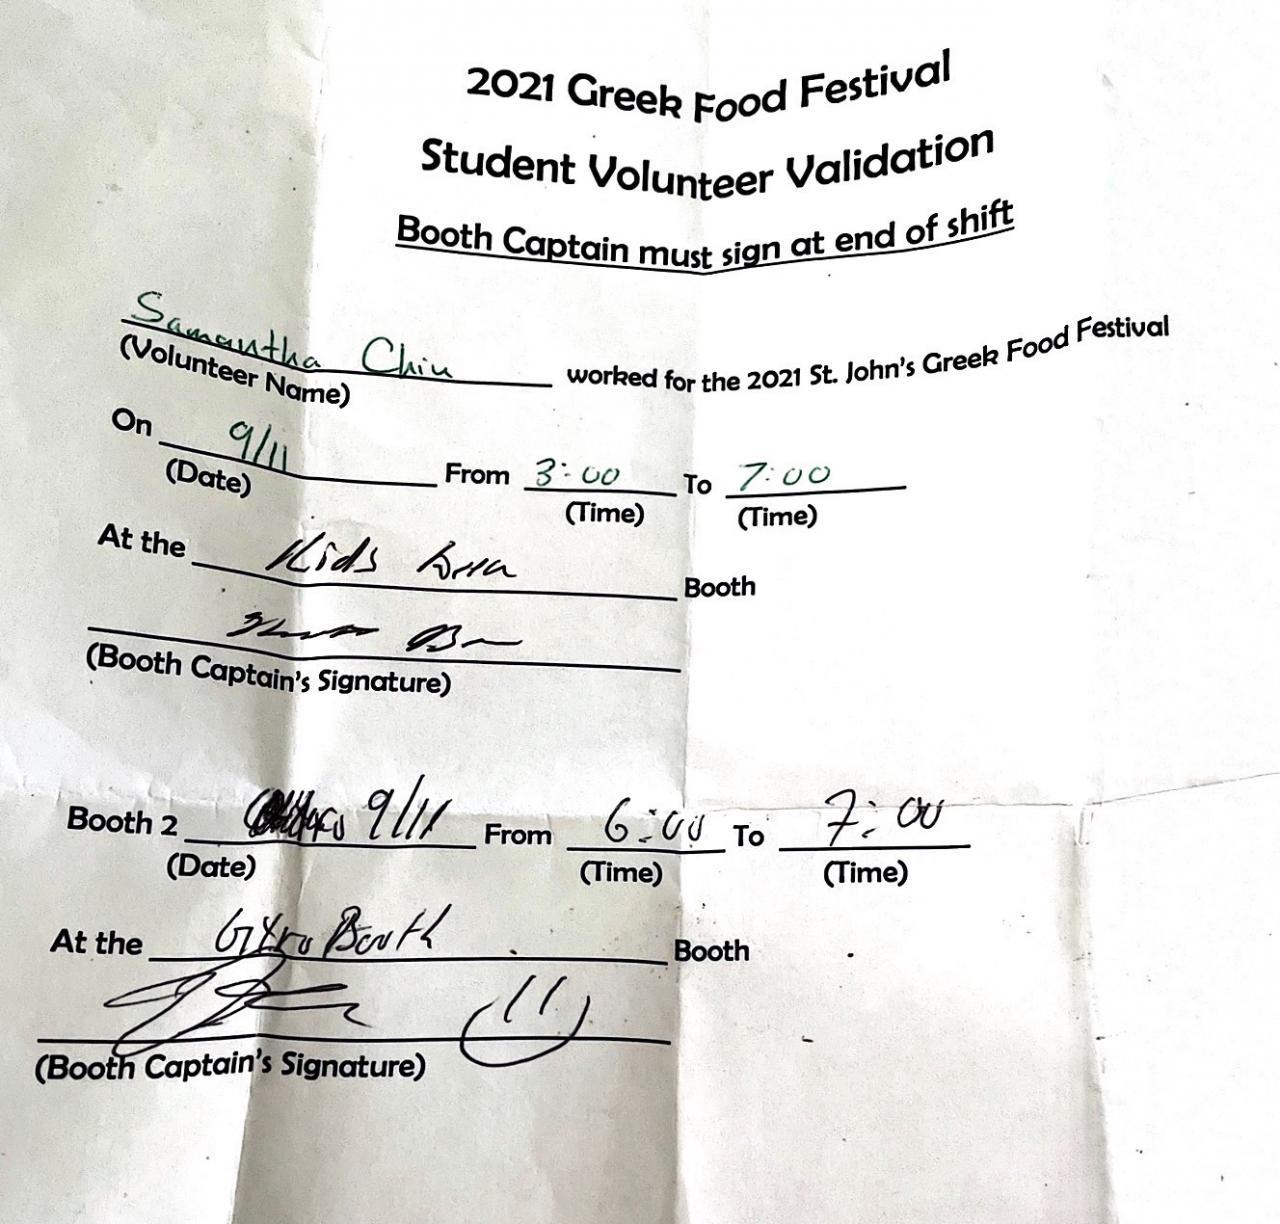 2021 Greek Food Festival
Student Volunteer Validation
Booth Captain must sign at end of shift
Samantha Chiu worked for the 2021 St. John's Greek Food Festival
(Volunteer Name)
On 9/11 From 3:00 To 7:00
(Date) (Time) (Time)
At the Kids Area Booth
(Booth Captain's Signature)
Booth 2 9/11 From 6:00 To 7:00
(Date) (Time) (Time)
At the Gyro Booth Booth
(Booth Captain's Signature)